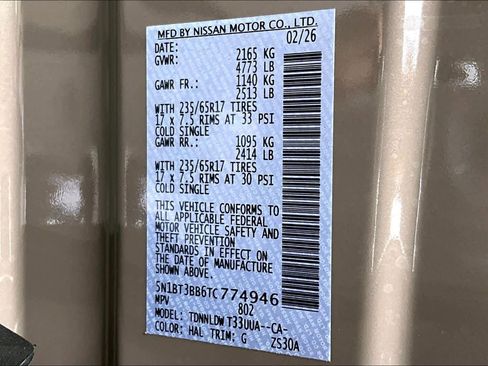 MFD BY NISSAN MOTOR CO., LTD.
DATE: 02/26
GVWR: 2165 KG
4773 LB
GAWR FR.: 1140 KG
2513 LB
WITH 235/65R17 TIRES
17 x 7.5 RIMS AT 33 PSI
COLD SINGLE
GAWR RR.: 1095 KG
2414 LB
WITH 235/65R17 TIRES
17 x 7.5 RIMS AT 30 PSI
COLD SINGLE
THIS VEHICLE CONFORMS TO
ALL APPLICABLE FEDERAL
MOTOR VEHICLE SAFETY AND
THEFT PREVENTION
STANDARDS IN EFFECT ON
THE DATE OF MANUFACTURE
SHOWN ABOVE.
5N1BT3BB6TC774946
MPV 802
MODEL: TDNNLDW T33UUA--CA-
COLOR: HAL TRIM: G ZS30A